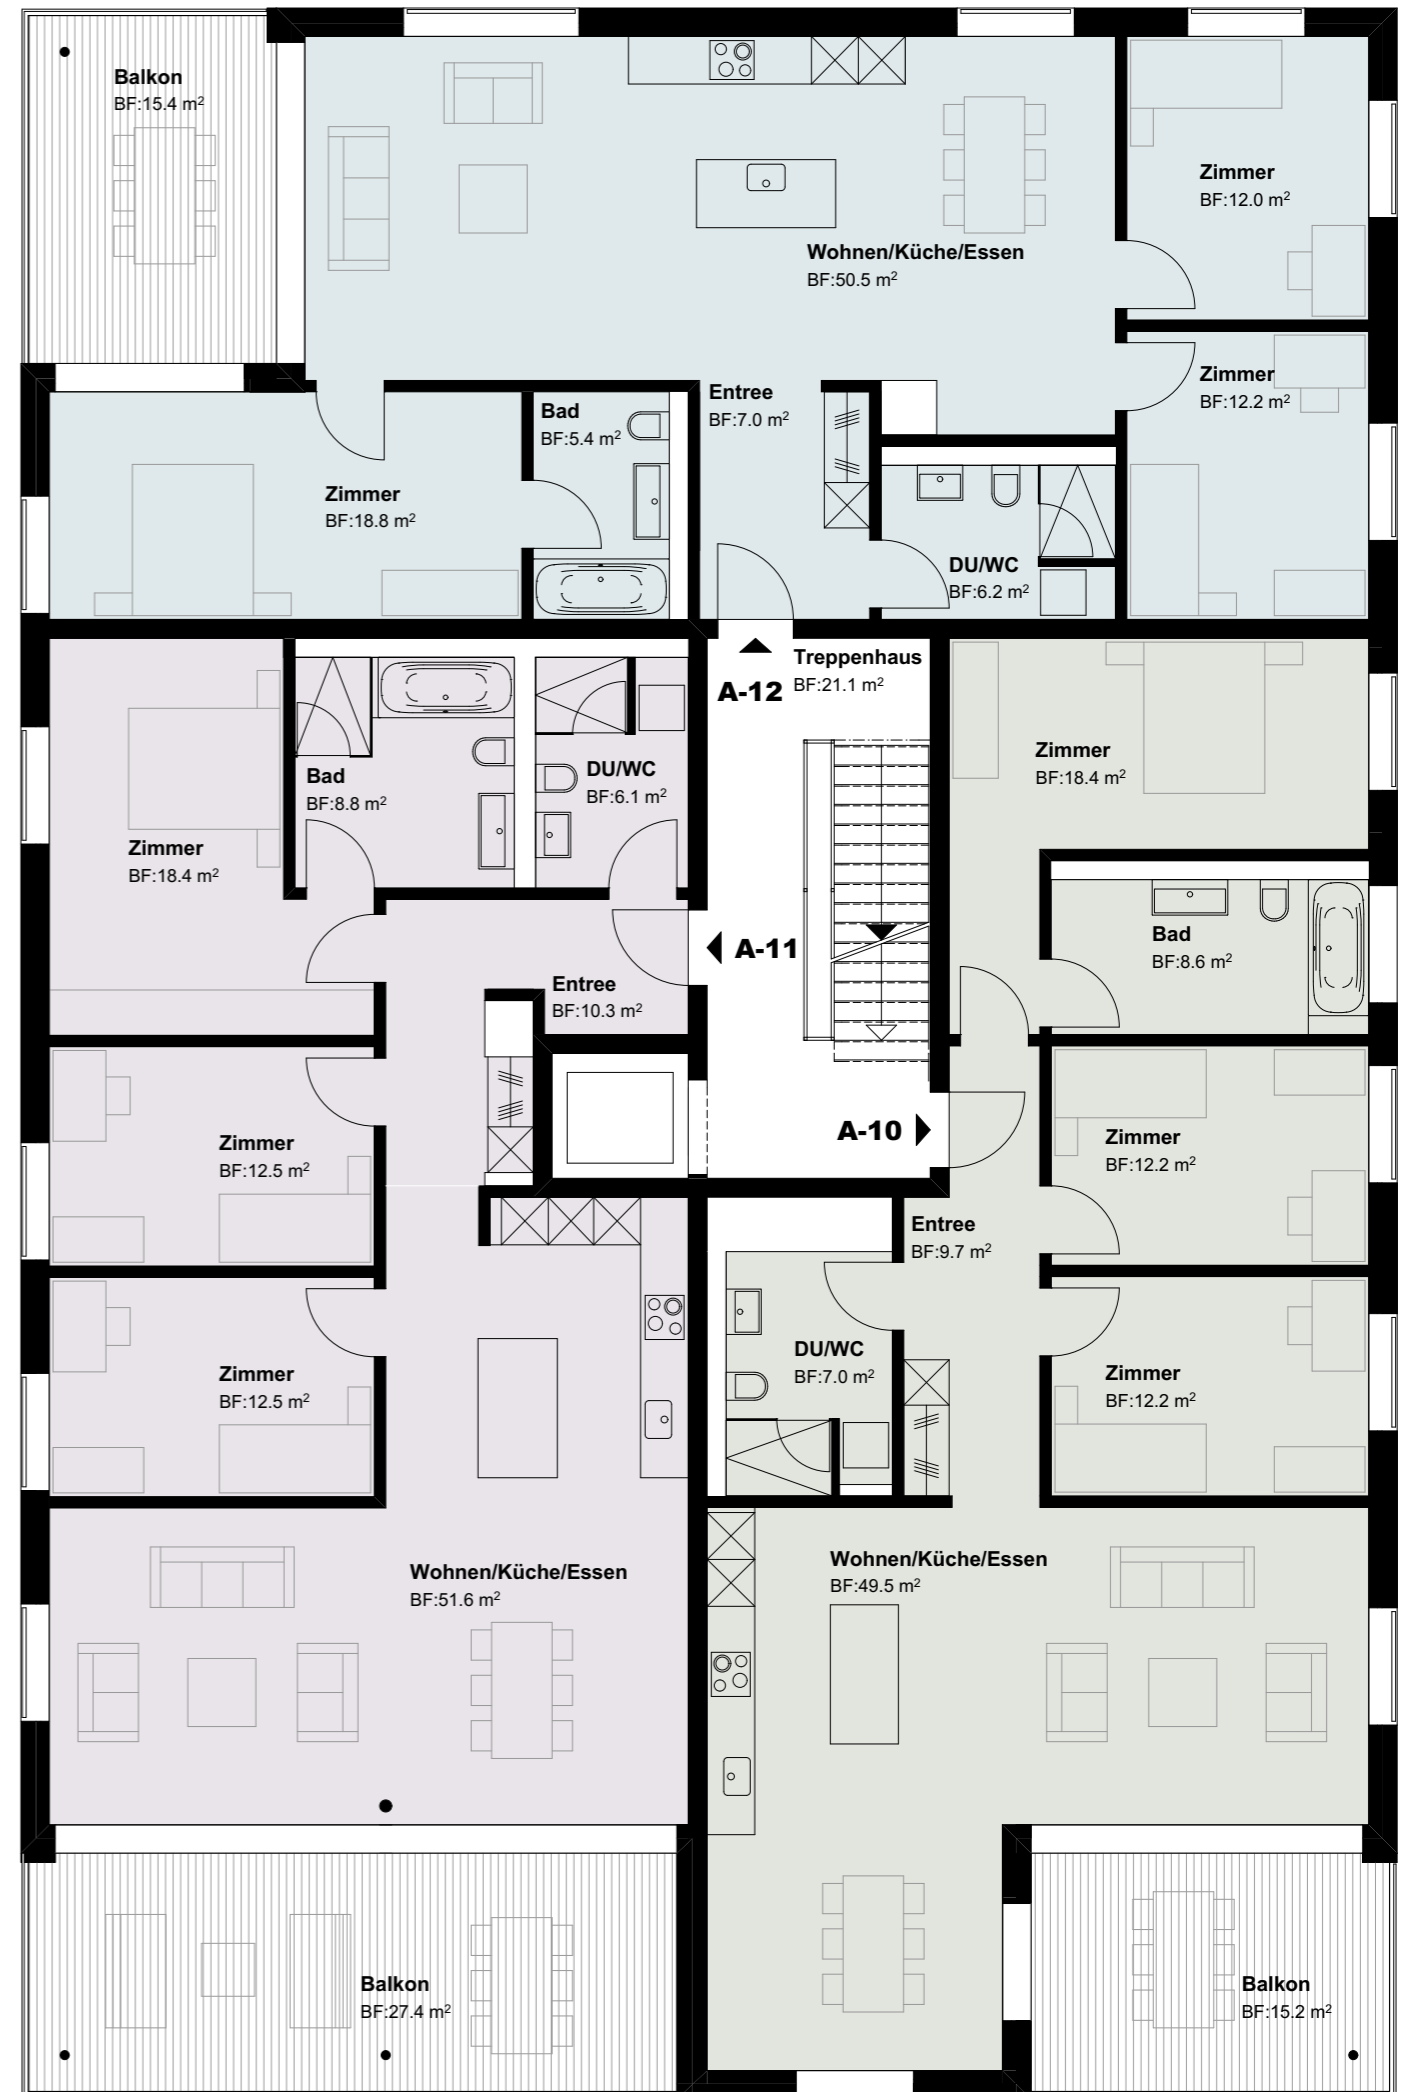 Balkon
BF:15.4 m²
Zimmer
BF:12.0 m²
Wohnen/Küche/Essen
BF:50.5 m²
Zimmer
BF:12.2 m²
Entree
BF:7.0 m²
Bad
BF:5.4 m²
Zimmer
BF:18.8 m²
DU/WC
BF:6.2 m²
Treppenhaus
BF:21.1 m²
A-12
Zimmer
BF:18.4 m²
Bad
BF:8.8 m²
DU/WC
BF:6.1 m²
Zimmer
BF:18.4 m²
A-11
Bad
BF:8.6 m²
Entree
BF:10.3 m²
A-10
Zimmer
BF:12.5 m²
Zimmer
BF:12.2 m²
Entree
BF:9.7 m²
DU/WC
BF:7.0 m²
Zimmer
BF:12.5 m²
Zimmer
BF:12.2 m²
Wohnen/Küche/Essen
BF:51.6 m²
Wohnen/Küche/Essen
BF:49.5 m²
Balkon
BF:27.4 m²
Balkon
BF:15.2 m²